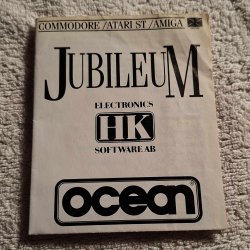 COMMODORE / ATARI ST / AMIGA
JUBILEUM
ELECTRONICS
HK
SOFTWARE AB
ocean